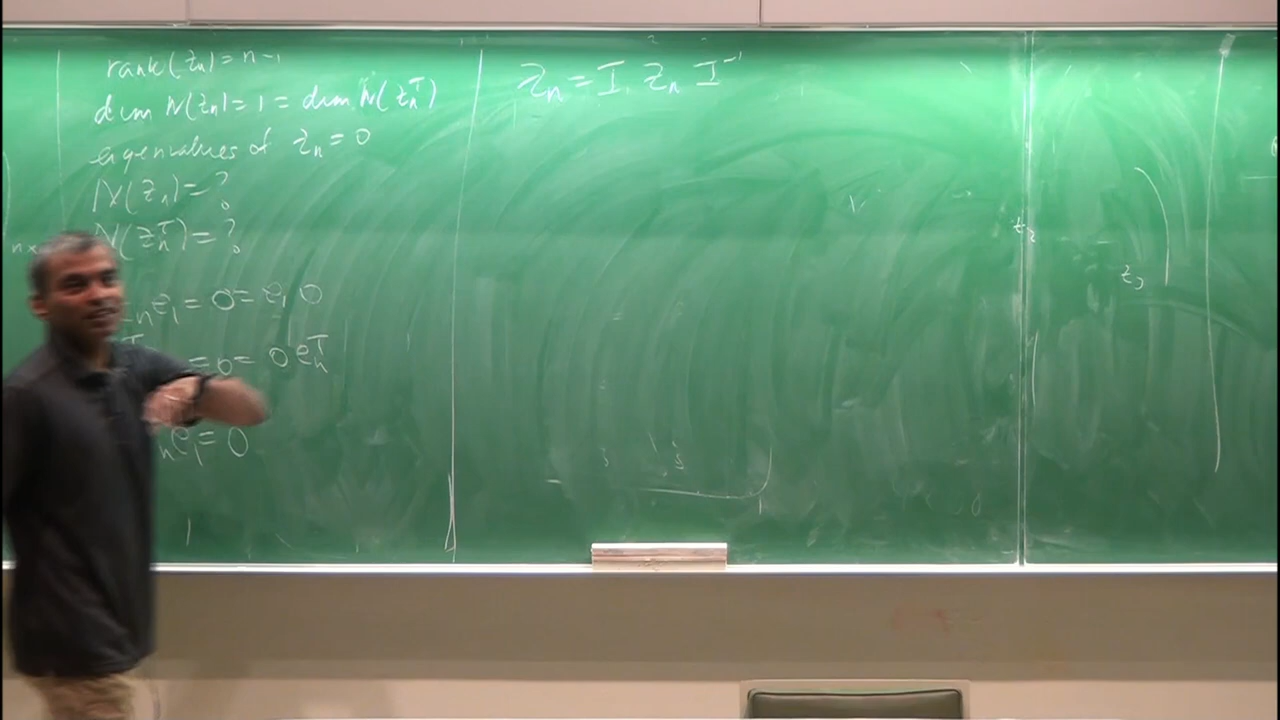 rank(Zn) = n-1
dim N(Zn) = 1 = dim N(Zn^T)
eigenvalues of Zn = 0
N(Zn) = ?
N(Zn^T) = ?
n e1 = 0 = e1 0
= 0 = 0 en^T
n e1 = 0
Zn = I Zn I^-1